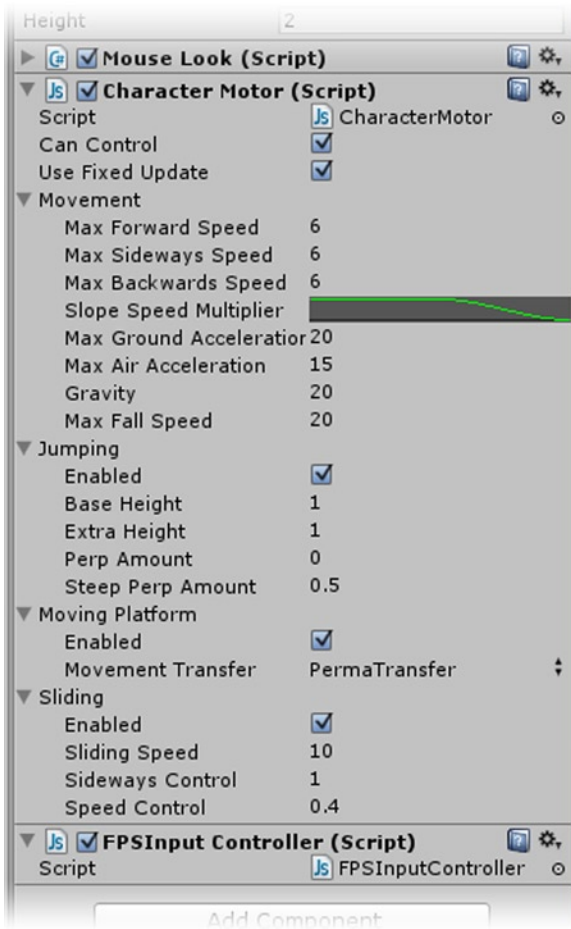 Height 2
Mouse Look (Script)
Js Character Motor (Script)
Script Js CharacterMotor
Can Control
Use Fixed Update
Movement
Max Forward Speed 6
Max Sideways Speed 6
Max Backwards Speed 6
Slope Speed Multiplier
Max Ground Acceleratior 20
Max Air Acceleration 15
Gravity 20
Max Fall Speed 20
Jumping
Enabled
Base Height 1
Extra Height 1
Perp Amount 0
Steep Perp Amount 0.5
Moving Platform
Enabled
Movement Transfer PermaTransfer
Sliding
Enabled
Sliding Speed 10
Sideways Control 1
Speed Control 0.4
Js FPSInput Controller (Script)
Script Js FPSInputController
Add Component